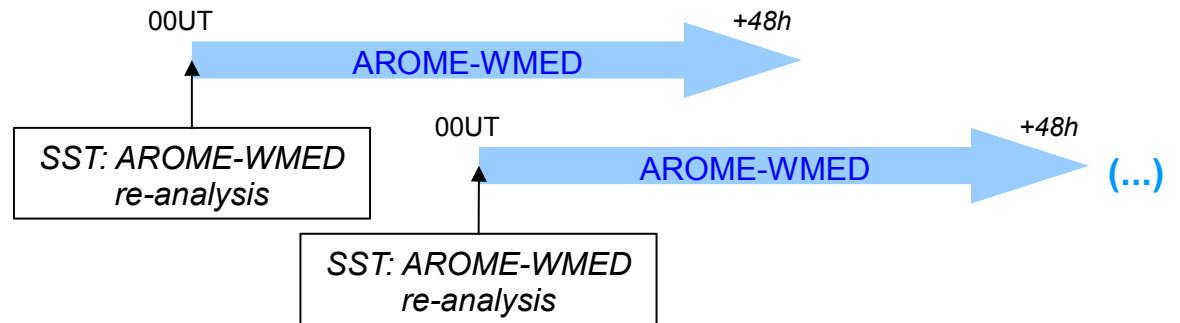 00UT
+48h
AROME-WMED
SST: AROME-WMED
re-analysis
00UT
+48h
AROME-WMED
(...)
SST: AROME-WMED
re-analysis